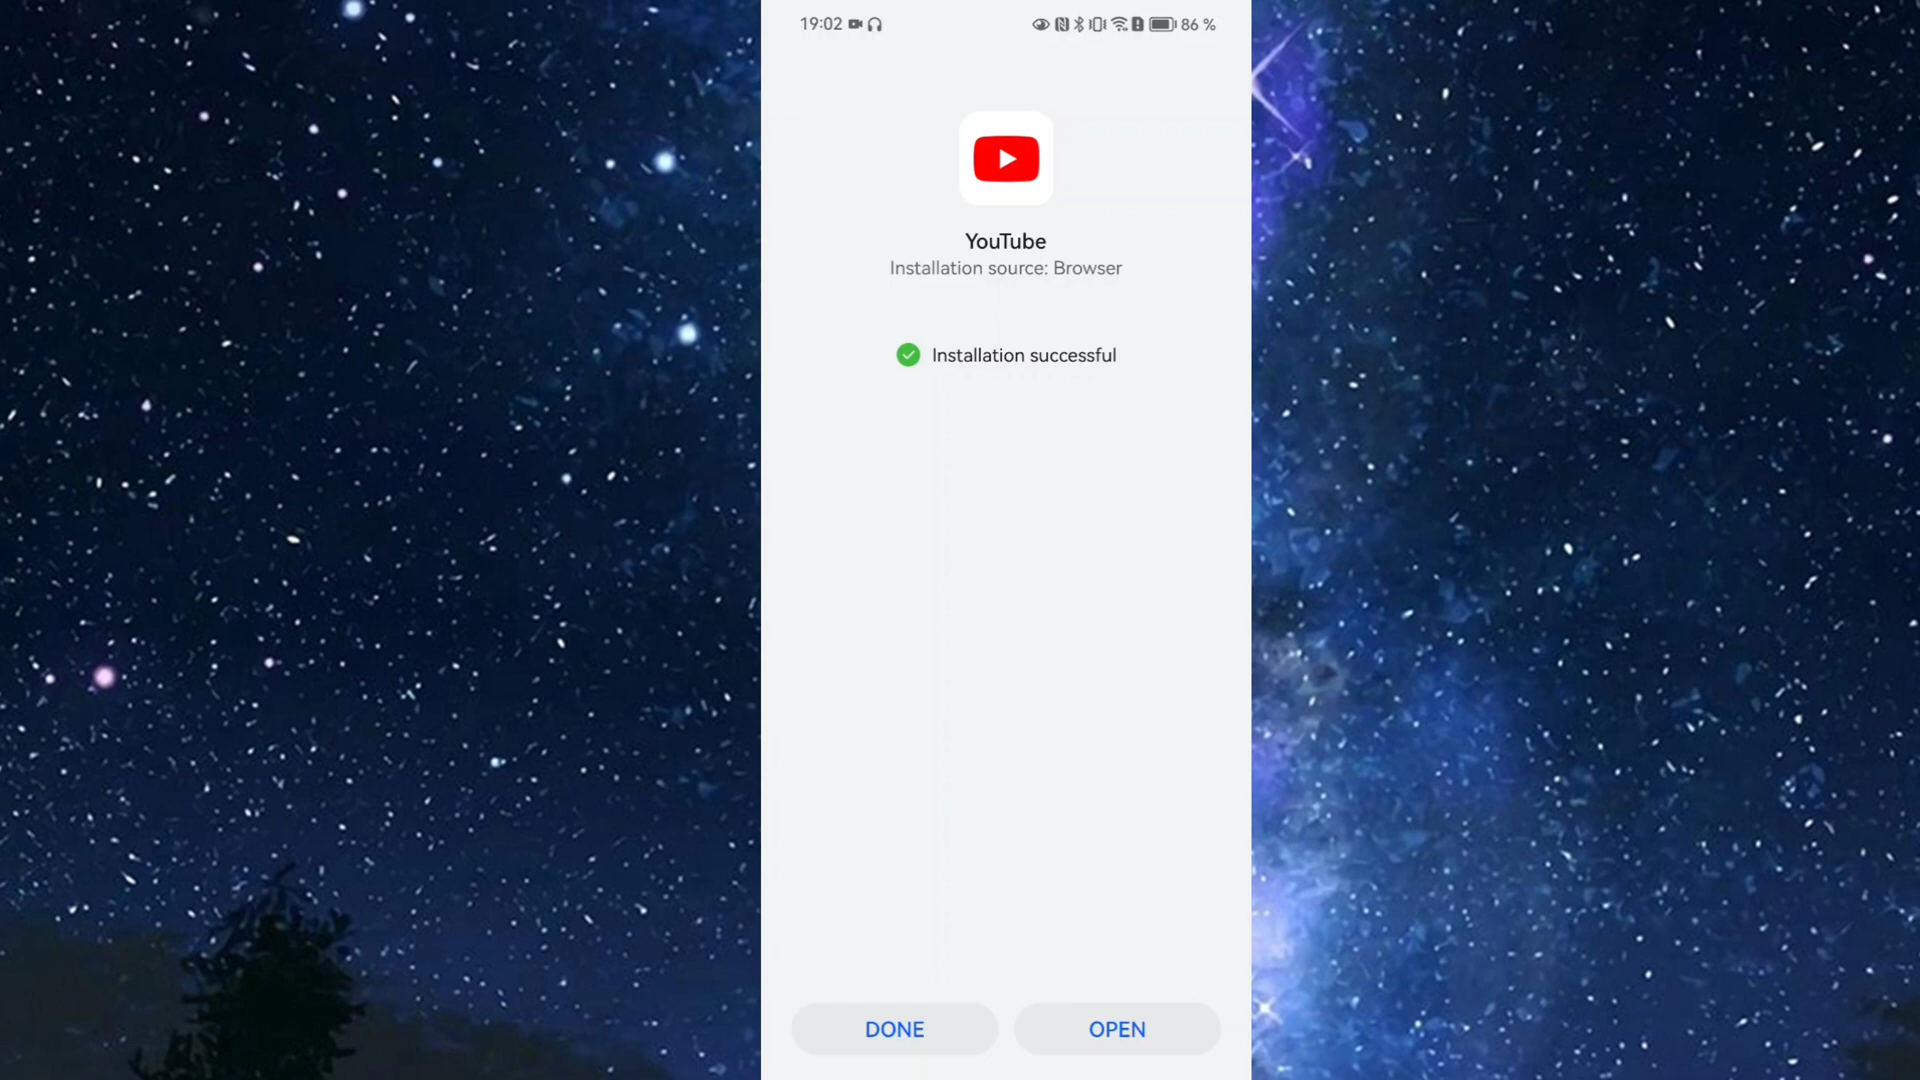 19:02 86 %
YouTube
Installation source: Browser
Installation successful
DONE OPEN